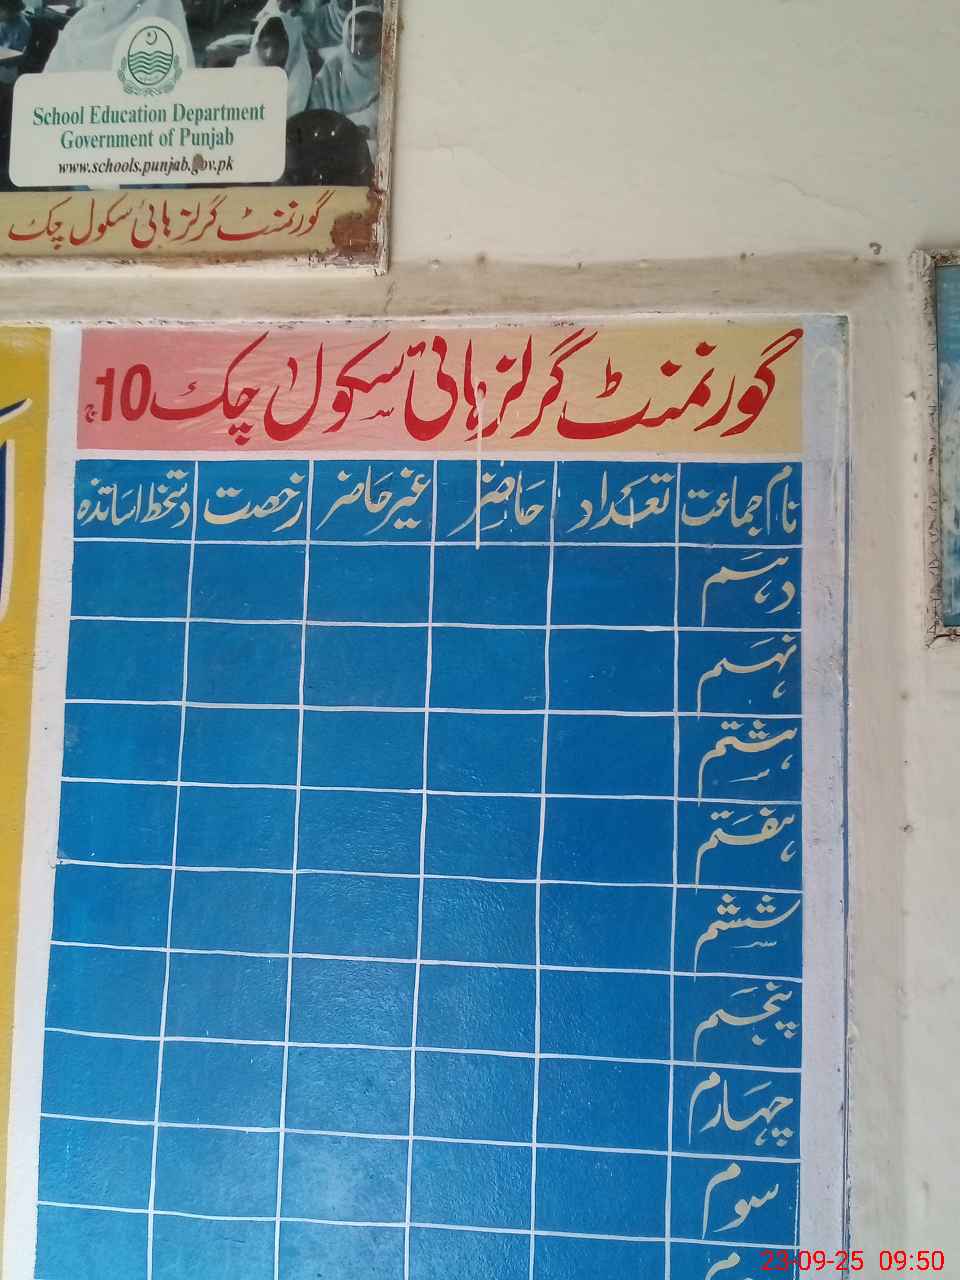 School Education Department
Government of Punjab
www.schools.punjab.gov.pk
گورنمنٹ گرلز ہائی سکول چک
گورنمنٹ گرلز ہائی سکول چک 10 ج
نام جماعت تعداد حاضر غیر حاضر رخصت دستخط اساتذہ
دہم
نہم
ہشتم
ہفتم
ششم
پنجم
چہارم
سوم
23-09-25 09:50